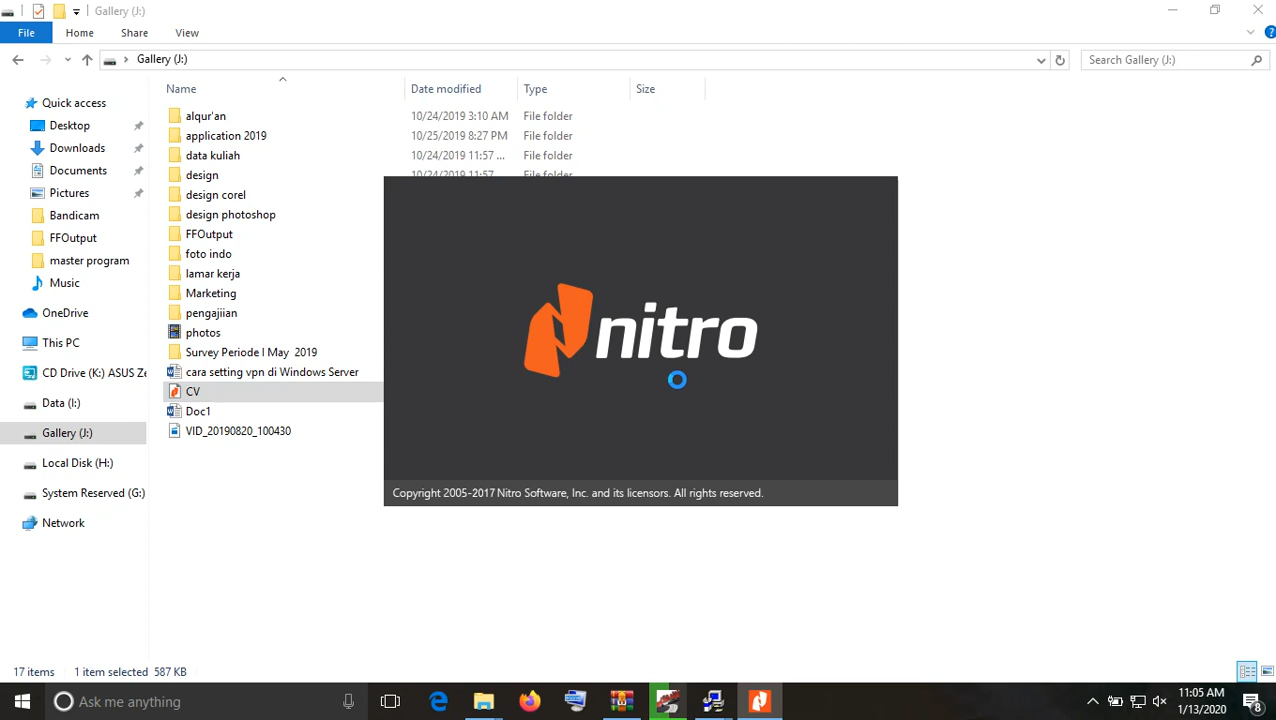 Gallery (J:)
File Home Share View
Gallery (J:) Search Gallery (J:)
Name Date modified Type Size
Quick access
Desktop
Downloads
Documents
Pictures
Bandicam
FFOutput
master program
Music
OneDrive
This PC
CD Drive (K:) ASUS Ze
Data (I:)
Gallery (J:)
Local Disk (H:)
System Reserved (G:)
Network
alqur'an 10/24/2019 3:10 AM File folder
application 2019 10/25/2019 8:27 PM File folder
data kuliah 10/24/2019 11:57 ... File folder
design 10/24/2019 11:57 File folder
design corel
design photoshop
FFOutput
foto indo
lamar kerja
Marketing
pengajiian
photos
Survey Periode I May 2019
cara setting vpn di Windows Server
CV
Doc1
VID_20190820_100430
nitro
Copyright 2005-2017 Nitro Software, Inc. and its licensors. All rights reserved.
17 items 1 item selected 587 KB
Ask me anything
11:05 AM
1/13/2020
8